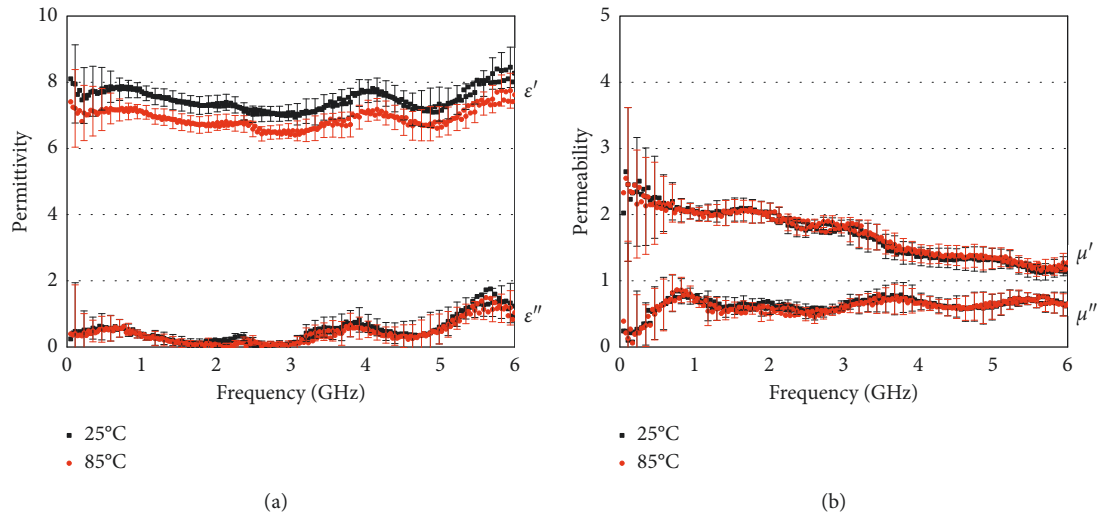 (a)
10
8
6
4
2
0
Permittivity
ε′
ε″
0 1 2 3 4 5 6
Frequency (GHz)
25°C
85°C
(a)
(b)
5
4
3
2
1
0
Permeability
μ′
μ″
0 1 2 3 4 5 6
Frequency (GHz)
25°C
85°C
(b)